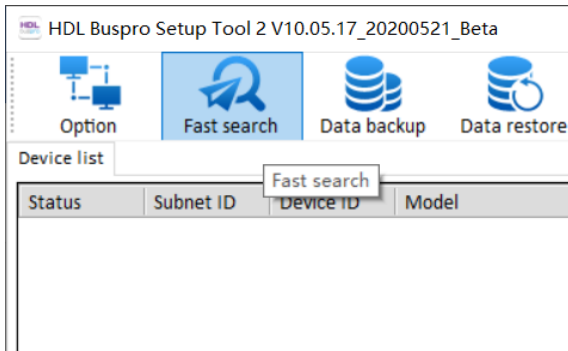 HDL Buspro Setup Tool 2 V10.05.17_20200521_Beta
Option Fast search Data backup Data restore
Device list
Fast search
Status Subnet ID Device ID Model